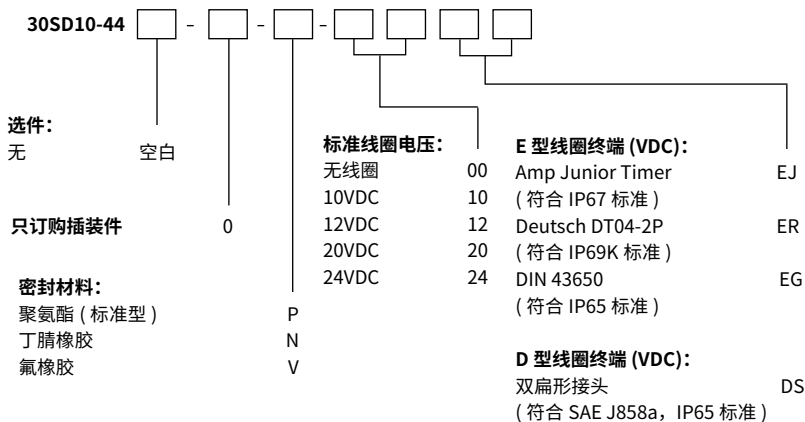 30SD10-44 - - -
选件：
无 空白
只订购插装件 0
密封材料：
聚氨酯 ( 标准型 ) P
丁腈橡胶 N
氟橡胶 V
标准线圈电压：
无线圈 00
10VDC 10
12VDC 12
20VDC 20
24VDC 24
E 型线圈终端 (VDC)：
Amp Junior Timer EJ
( 符合 IP67 标准 )
Deutsch DT04-2P ER
( 符合 IP69K 标准 )
DIN 43650 EG
( 符合 IP65 标准 )
D 型线圈终端 (VDC)：
双扁形接头 DS
( 符合 SAE J858a，IP65 标准 )